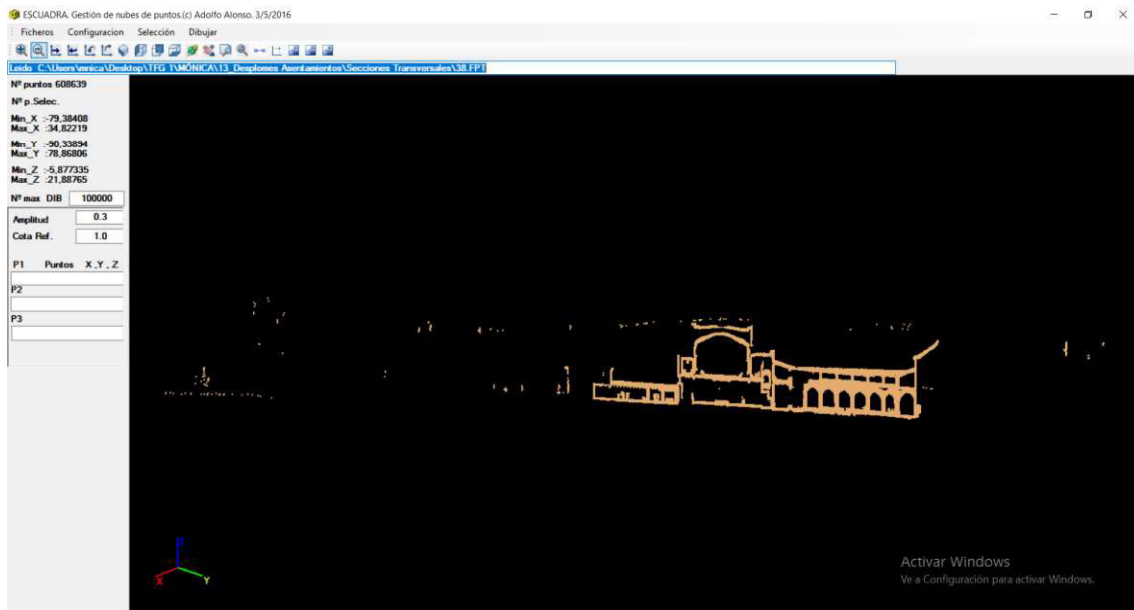 ESCUADRA. Gestión de nubes de puntos.(c) Adolfo Alonso. 3/5/2016
Ficheros Configuracion Selección Dibujar
Leido C:\Users\mnica\Desktop\TFG 1\MÓNICA\13_Desplomes Asentamientos\Secciones Transversales\38.FPT
Nº puntos 608639
Nº p.Selec.
Min_X :-79,38408
Max_X :34,82219
Min_Y :-90,33894
Max_Y :78,86806
Min_Z :-5,877335
Max_Z :21,88765
Nº max DIB 100000
Amplitud 0.3
Cota Ref. 1.0
P1 Puntos X ,Y , Z
P2
P3
Z
X Y
Activar Windows
Ve a Configuración para activar Windows.